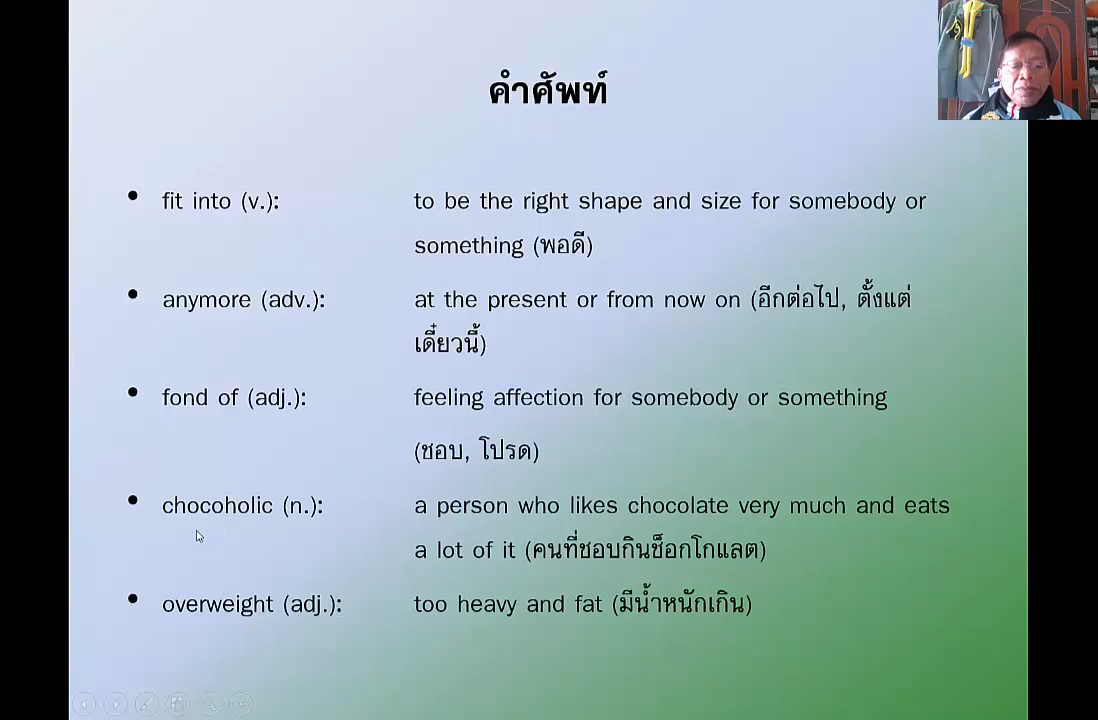 คำศัพท์
• fit into (v.): to be the right shape and size for somebody or
something (พอดี)
• anymore (adv.): at the present or from now on (อีกต่อไป, ตั้งแต่
เดี๋ยวนี้)
• fond of (adj.): feeling affection for somebody or something
(ชอบ, โปรด)
• chocoholic (n.): a person who likes chocolate very much and eats
a lot of it (คนที่ชอบกินช็อกโกแลต)
• overweight (adj.): too heavy and fat (มีน้ำหนักเกิน)